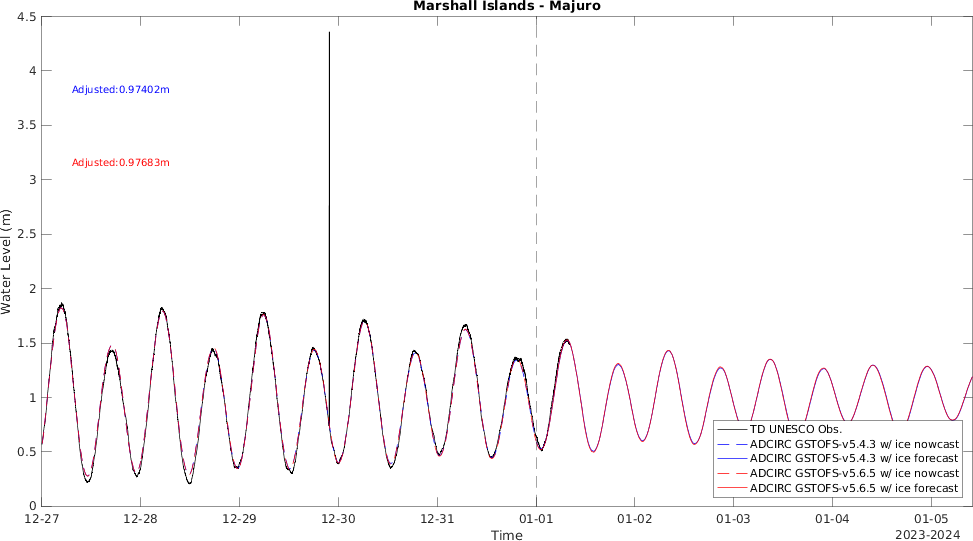 Marshall Islands - Majuro
4.5
4
3.5
3
2.5
2
1.5
1
0.5
0
Water Level (m)
Adjusted:0.97402m
Adjusted:0.97683m
TD UNESCO Obs.
ADCIRC GSTOFS-v5.4.3 w/ ice nowcast
ADCIRC GSTOFS-v5.4.3 w/ ice forecast
ADCIRC GSTOFS-v5.6.5 w/ ice nowcast
ADCIRC GSTOFS-v5.6.5 w/ ice forecast
12-27 12-28 12-29 12-30 12-31 01-01 01-02 01-03 01-04 01-05
Time
2023-2024